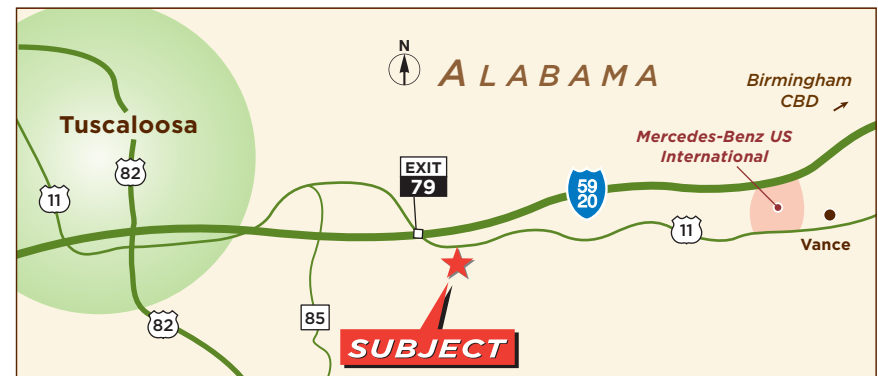 N
ALABAMA
Birmingham
CBD
Tuscaloosa
Mercedes-Benz US
International
82
EXIT
79
11
59
20
11
Vance
85
82
SUBJECT